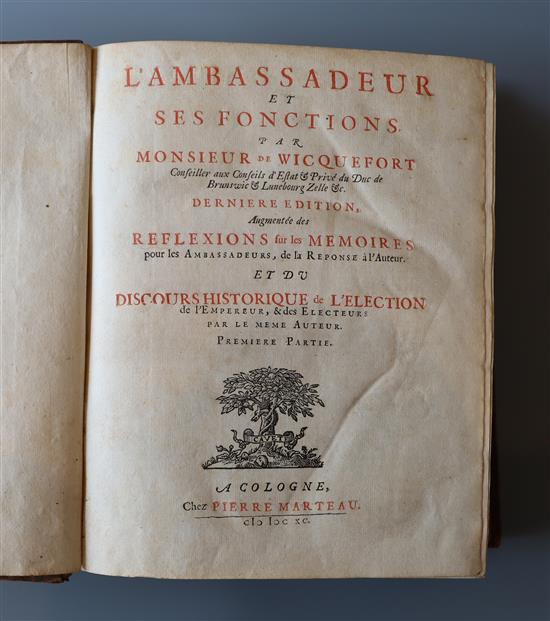 L'AMBASSADEUR
ET
SES FONCTIONS.
PAR
MONSIEUR DE WICQUEFORT
Conseiller aux Conseils d'Estat & Privé du Duc de
Brunswic & Lunebourg Zelle &c.
DERNIERE EDITION,
Augmentée des
REFLEXIONS sur les MEMOIRES
pour les AMBASSADEURS, de la REPONSE à l'Auteur.
ET DU
DISCOURS HISTORIQUE de L'ELECTION
de l'EMPEREUR, & des ELECTEURS
PAR LE MEME AUTEUR.
PREMIERE PARTIE.
A COLOGNE,
Chez PIERRE MARTEAU.
cIɔ Iɔc xc.